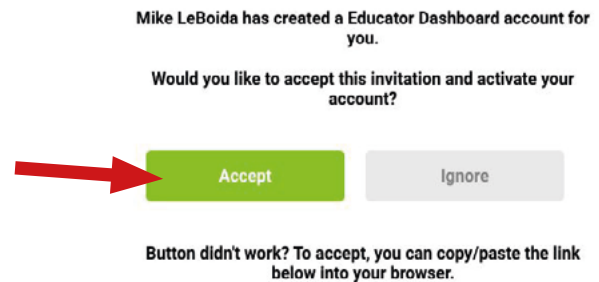 Mike LeBoida has created a Educator Dashboard account for
you.
Would you like to accept this invitation and activate your
account?
Accept
Ignore
Button didn't work? To accept, you can copy/paste the link
below into your browser.